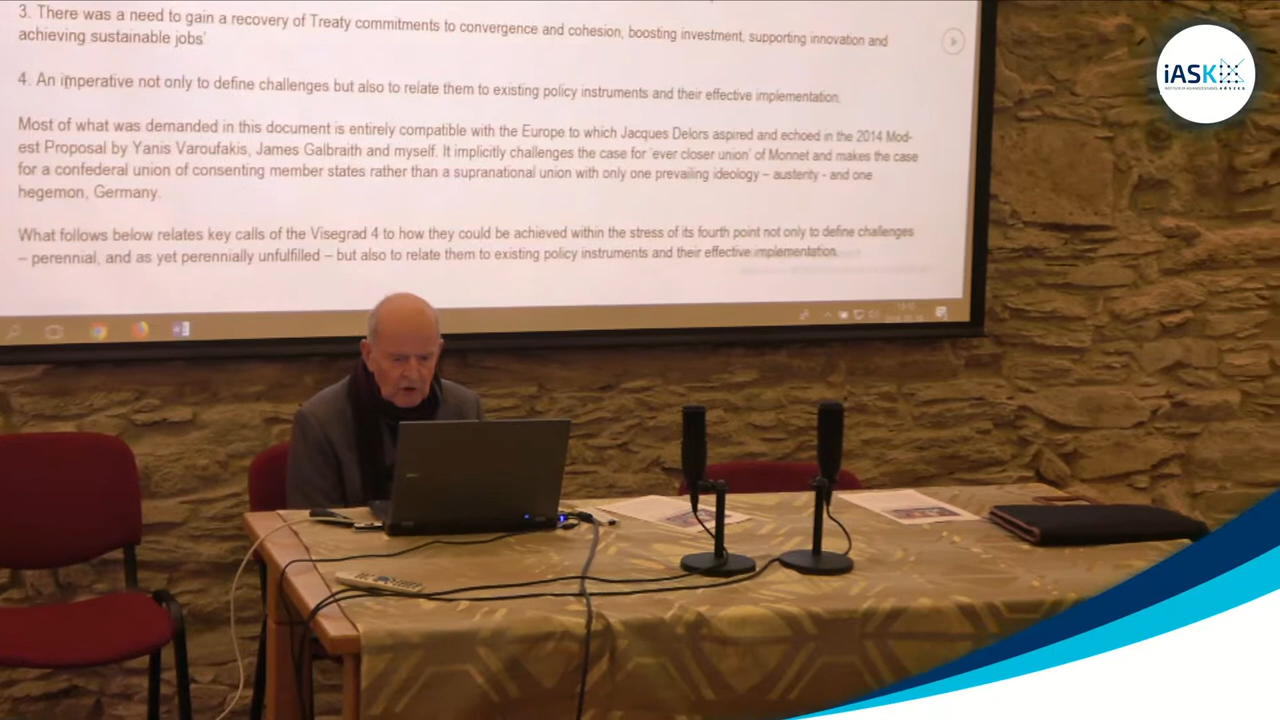 3. There was a need to gain a recovery of Treaty commitments to convergence and cohesion, boosting investment, supporting innovation and
achieving sustainable jobs'
4. An imperative not only to define challenges but also to relate them to existing policy instruments and their effective implementation.
Most of what was demanded in this document is entirely compatible with the Europe to which Jacques Delors aspired and echoed in the 2014 Mod-
est Proposal by Yanis Varoufakis, James Galbraith and myself. It implicitly challenges the case for 'ever closer union' of Monnet and makes the case
for a confederal union of consenting member states rather than a supranational union with only one prevailing ideology – austerity - and one
hegemon, Germany.
What follows below relates key calls of the Visegrad 4 to how they could be achieved within the stress of its fourth point not only to define challenges
– perennial, and as yet perennially unfulfilled – but also to relate them to existing policy instruments and their effective implementation.
iASK
INSTITUTE OF ADVANCED STUDIES KŐSZEG